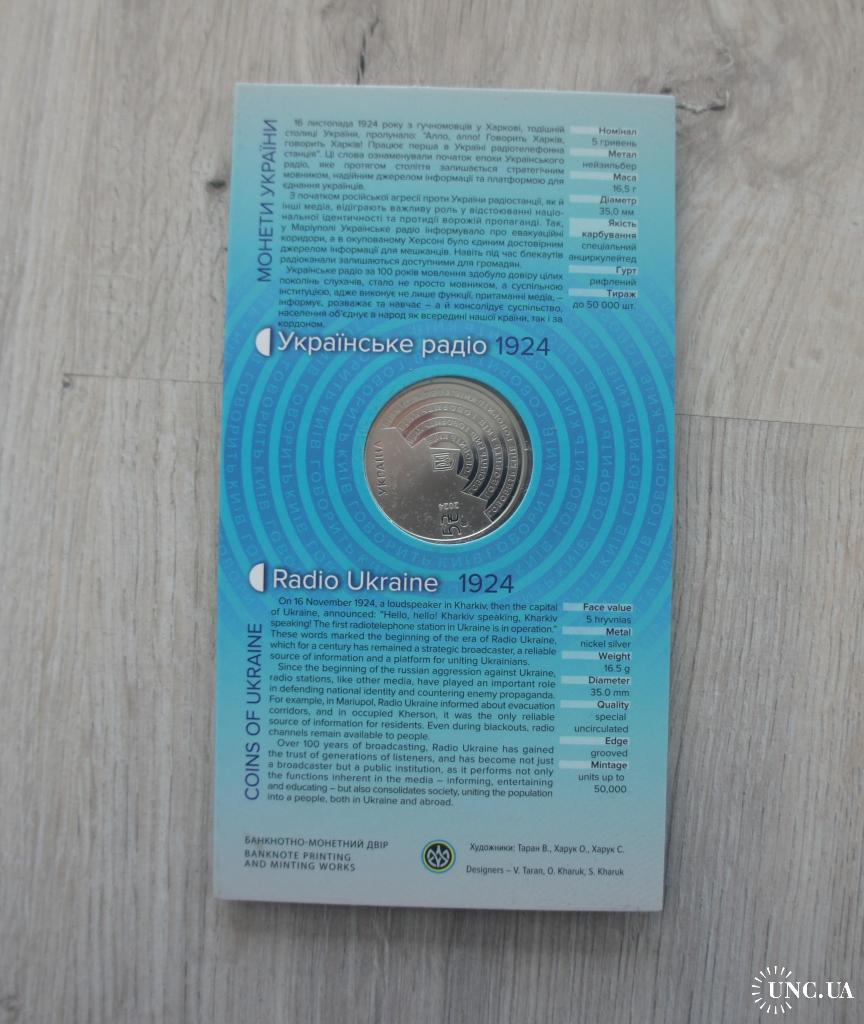 МОНЕТИ УКРАЇНИ
16 листопада 1924 року з гучномовців у Харкові, тодішній
столиці України, пролунало: "Алло, алло! Говорить Харків,
говорить Харків! Працює перша в Україні радіотелефонна
станція". Ці слова ознаменували початок епохи Українського
радіо, яке протягом століття залишається стратегічним
мовником, надійним джерелом інформації та платформою для
єднання українців.
З початком російської агресії проти України радіостанції, як й
інші медіа, відіграють важливу роль у відстоюванні націо-
нальної ідентичності та протидії ворожій пропаганді. Так,
у Маріуполі Українське радіо інформувало про евакуаційні
коридори, а в окупованому Херсоні було єдиним достовірним
джерелом інформації для мешканців. Навіть під час блекаутів
радіоканали залишаються доступними для громадян.
Українське радіо за 100 років мовлення здобуло довіру цілих
поколінь слухачів, стало не просто мовником, а суспільною
інституцією, адже виконує не лише функції, притаманні медіа, –
інформує, розважає та навчає – а й консолідує суспільство,
населення об'єднує в народ як всередині нашої країни, так і за
кордоном.
Номінал
5 гривень
Метал
нейзильбер
Маса
16,5 г
Діаметр
35,0 мм
Якість
карбування
спеціальний
анциркулейтед
Гурт
рифлений
Тираж
до 50 000 шт.
Українське радіо 1924
ГОВОРИТЬ КИЇВ
УКРАЇНА
2024
5₴
Radio Ukraine 1924
COINS OF UKRAINE
On 16 November 1924, a loudspeaker in Kharkiv, then the capital
of Ukraine, announced: "Hello, hello! Kharkiv speaking, Kharkiv
speaking! The first radiotelephone station in Ukraine is in operation."
These words marked the beginning of the era of Radio Ukraine,
which for a century has remained a strategic broadcaster, a reliable
source of information and a platform for uniting Ukrainians.
Since the beginning of the russian aggression against Ukraine,
radio stations, like other media, have played an important role
in defending national identity and countering enemy propaganda.
For example, in Mariupol, Radio Ukraine informed about evacuation
corridors, and in occupied Kherson, it was the only reliable
source of information for residents. Even during blackouts, radio
channels remain available to people.
Over 100 years of broadcasting, Radio Ukraine has gained
the trust of generations of listeners, and has become not just
a broadcaster but a public institution, as it performs not only
the functions inherent in the media – informing, entertaining
and educating – but also consolidates society, uniting the population
into a people, both in Ukraine and abroad.
Face value
5 hryvnias
Metal
nickel silver
Weight
16.5 g
Diameter
35.0 mm
Quality
special
uncirculated
Edge
grooved
Mintage
units up to
50,000
БАНКНОТНО-МОНЕТНИЙ ДВІР
BANKNOTE PRINTING
AND MINTING WORKS
Художники: Таран В., Харук О., Харук С.
Designers – V. Taran, O. Kharuk, S. Kharuk
UNC.UA